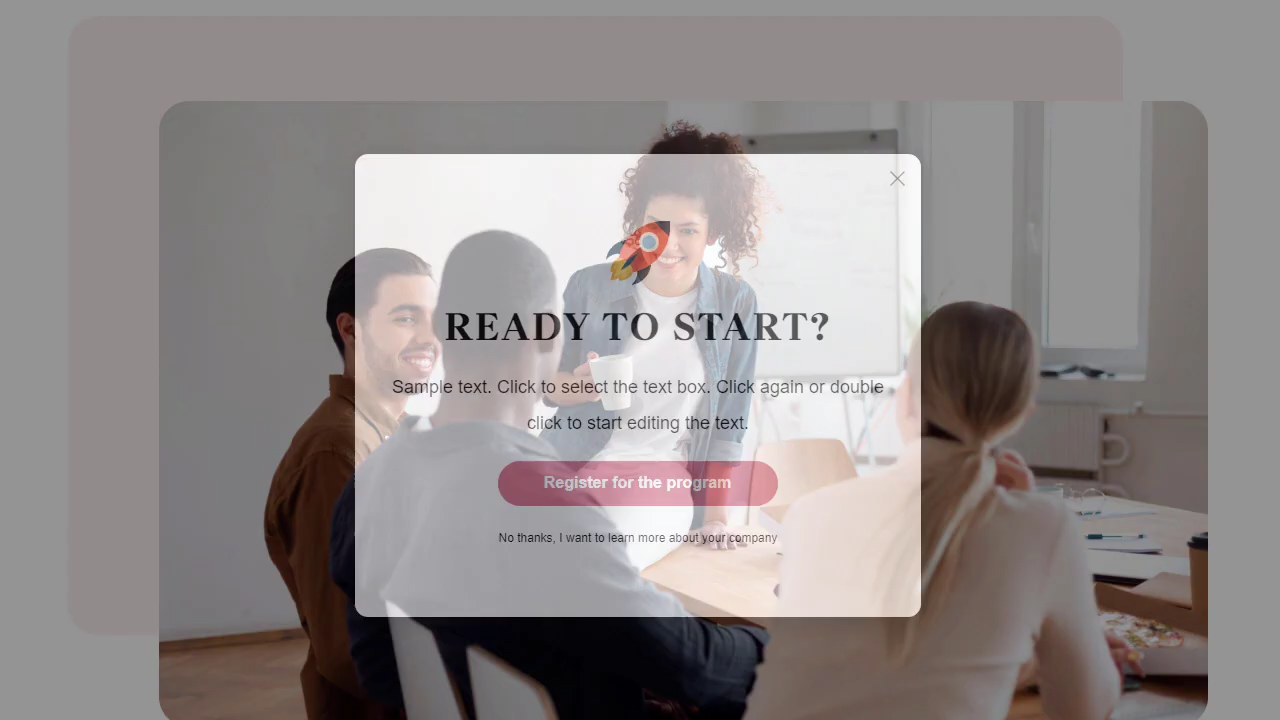 READY TO START?
Sample text. Click to select the text box. Click again or double
click to start editing the text.
Register for the program
No thanks, I want to learn more about your company